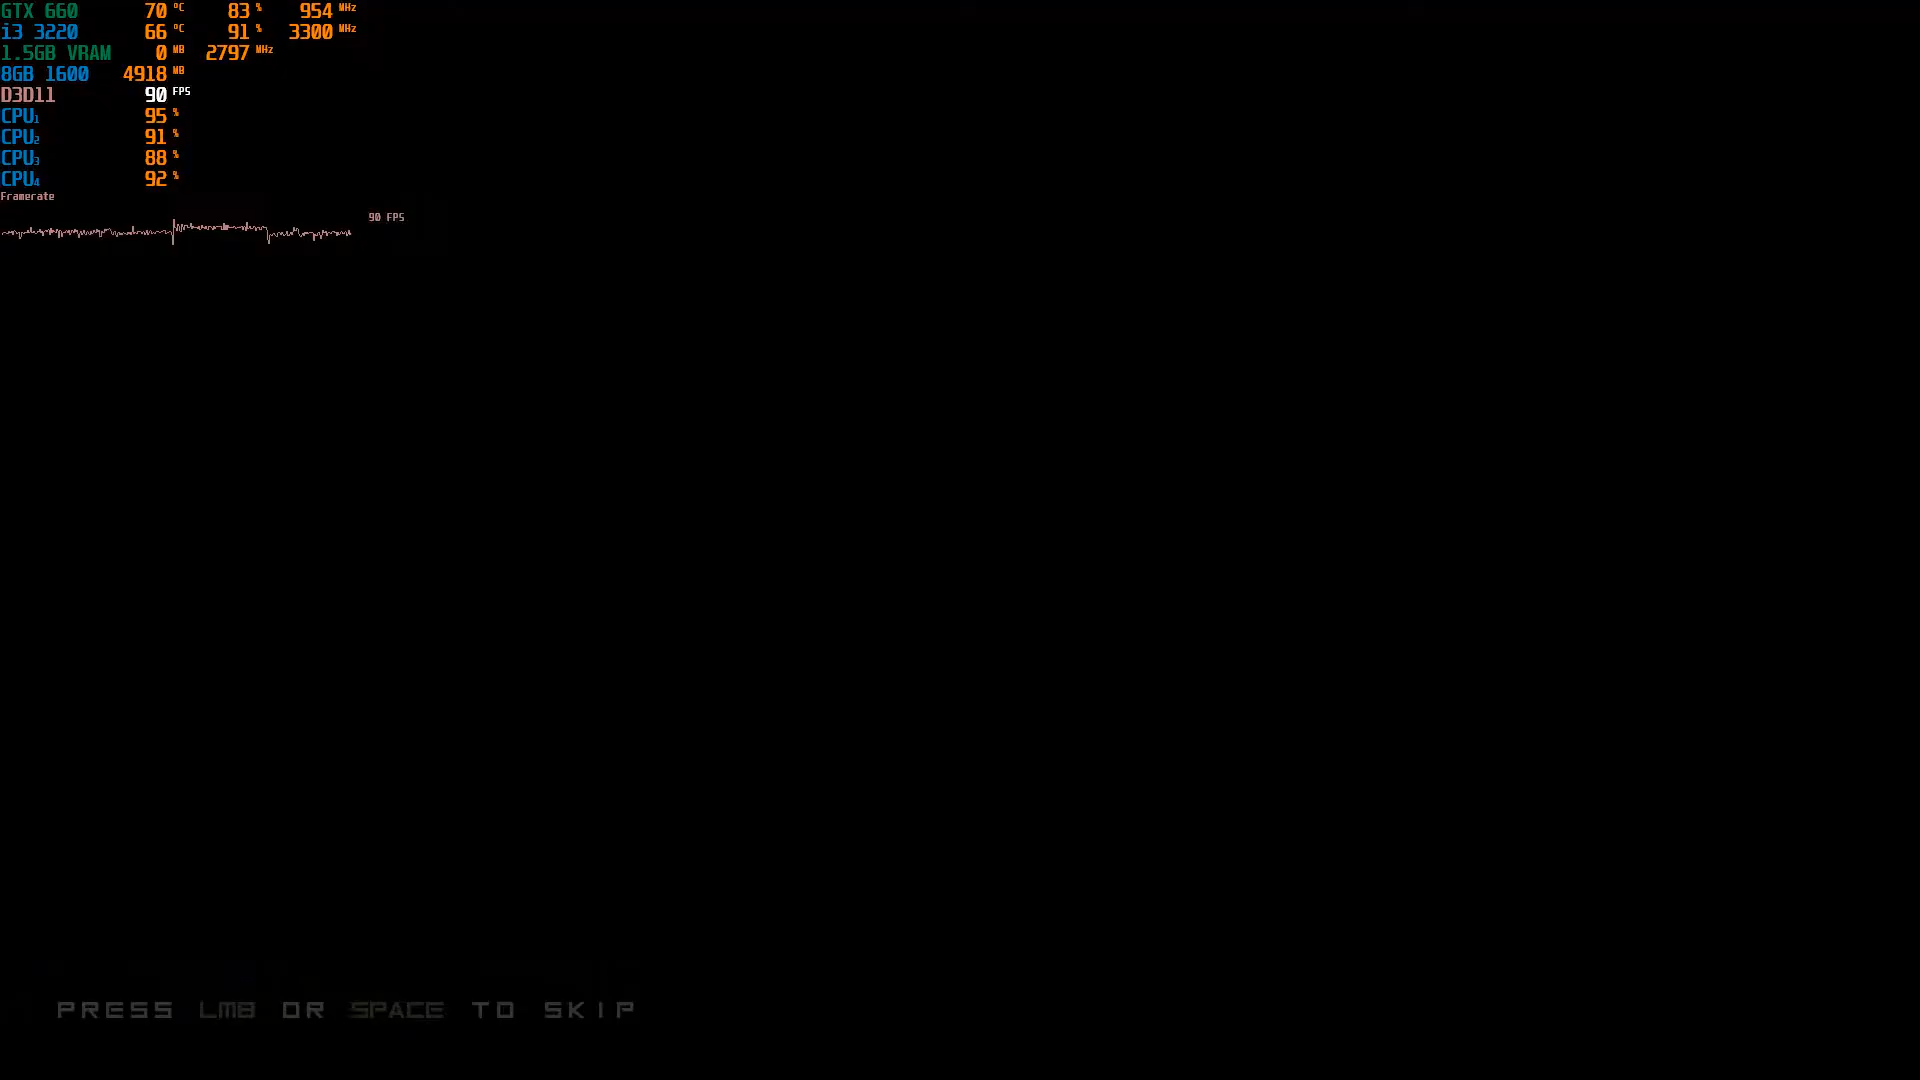 GTX 660 70 °C 83 % 954 MHz
i3 3220 66 °C 91 % 3300 MHz
1.5GB VRAM 0 MB 2797 MHz
8GB 1600 4918 MB
D3D11 90 FPS
CPU1 95 %
CPU2 91 %
CPU3 88 %
CPU4 92 %
Framerate
90 FPS
PRESS LMB OR SPACE TO SKIP